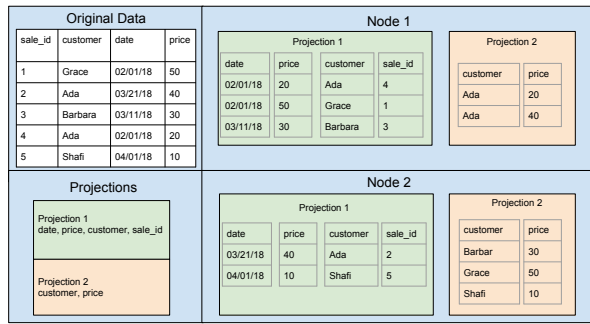 Original Data
sale_id customer date price
1 Grace 02/01/18 50
2 Ada 03/21/18 40
3 Barbara 03/11/18 30
4 Ada 02/01/18 20
5 Shafi 04/01/18 10
Node 1
Projection 1
date price customer sale_id
02/01/18 20 Ada 4
02/01/18 50 Grace 1
03/11/18 30 Barbara 3
Projection 2
customer price
Ada 20
Ada 40
Projections
Projection 1
date, price, customer, sale_id
Projection 2
customer, price
Node 2
Projection 1
date price customer sale_id
03/21/18 40 Ada 2
04/01/18 10 Shafi 5
Projection 2
customer price
Barbar 30
Grace 50
Shafi 10